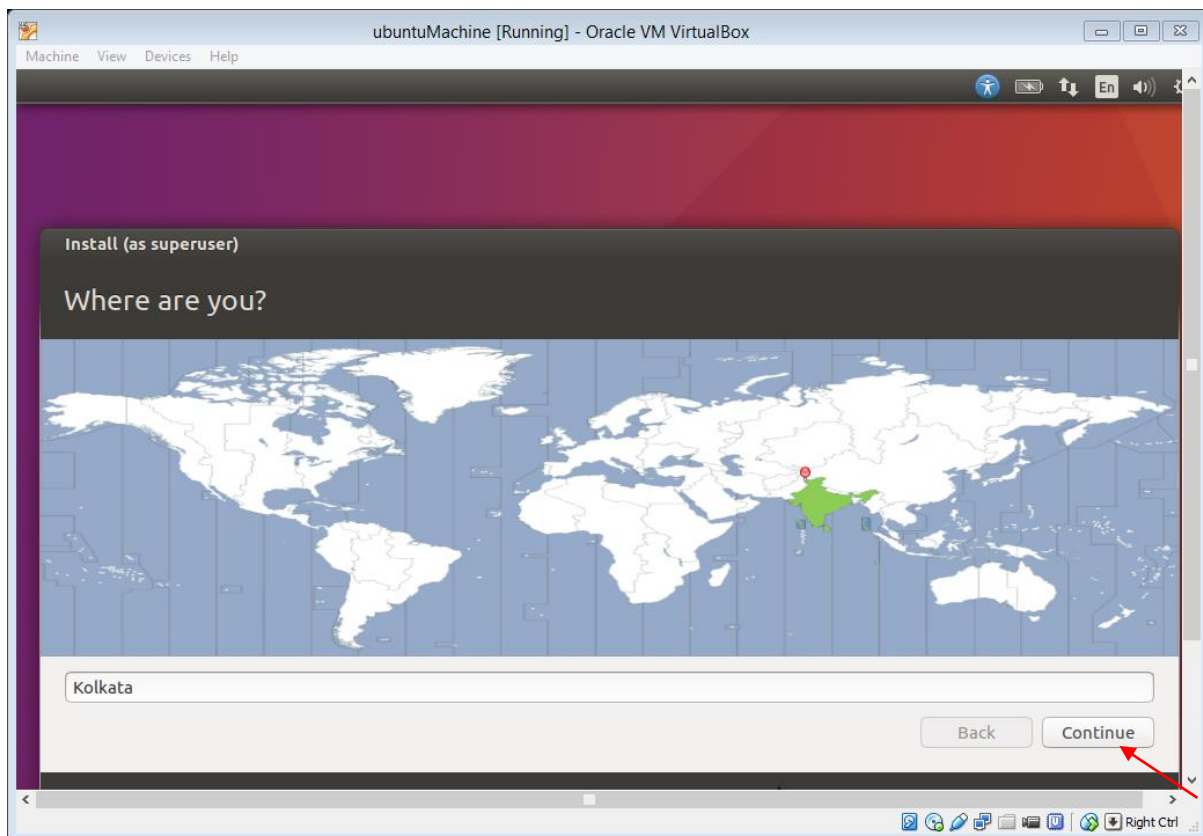 ubuntuMachine [Running] - Oracle VM VirtualBox
Machine View Devices Help
En
Install (as superuser)
Where are you?
Kolkata
Back Continue
Right Ctrl